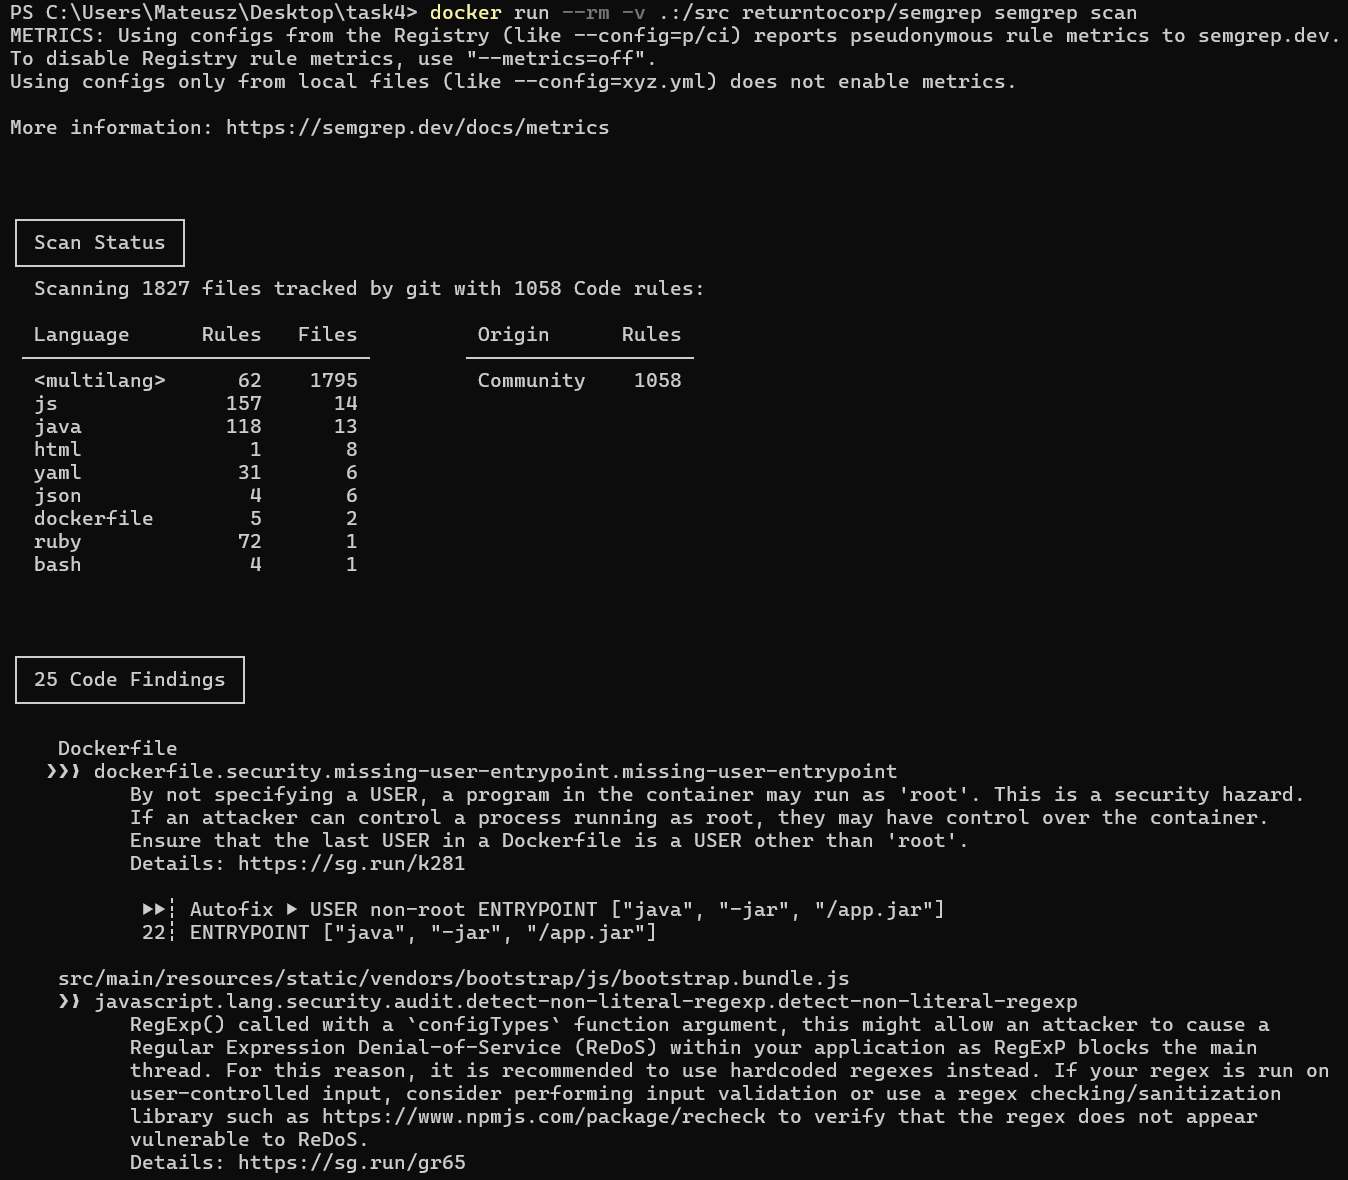 PS C:\Users\Mateusz\Desktop\task4> docker run --rm -v .:/src returntocorp/semgrep semgrep scan
METRICS: Using configs from the Registry (like --config=p/ci) reports pseudonymous rule metrics to semgrep.dev.
To disable Registry rule metrics, use "--metrics=off".
Using configs only from local files (like --config=xyz.yml) does not enable metrics.
More information: https://semgrep.dev/docs/metrics
Scan Status
Scanning 1827 files tracked by git with 1058 Code rules:
Language Rules Files Origin Rules
<multilang> 62 1795 Community 1058
js 157 14
java 118 13
html 1 8
yaml 31 6
json 4 6
dockerfile 5 2
ruby 72 1
bash 4 1
25 Code Findings
Dockerfile
❯❯❱ dockerfile.security.missing-user-entrypoint.missing-user-entrypoint
By not specifying a USER, a program in the container may run as 'root'. This is a security hazard.
If an attacker can control a process running as root, they may have control over the container.
Ensure that the last USER in a Dockerfile is a USER other than 'root'.
Details: https://sg.run/k281
▶▶┆ Autofix ▶ USER non-root ENTRYPOINT ["java", "-jar", "/app.jar"]
22┆ ENTRYPOINT ["java", "-jar", "/app.jar"]
src/main/resources/static/vendors/bootstrap/js/bootstrap.bundle.js
❯❱ javascript.lang.security.audit.detect-non-literal-regexp.detect-non-literal-regexp
RegExp() called with a `configTypes` function argument, this might allow an attacker to cause a
Regular Expression Denial-of-Service (ReDoS) within your application as RegExP blocks the main
thread. For this reason, it is recommended to use hardcoded regexes instead. If your regex is run on
user-controlled input, consider performing input validation or use a regex checking/sanitization
library such as https://www.npmjs.com/package/recheck to verify that the regex does not appear
vulnerable to ReDoS.
Details: https://sg.run/gr65